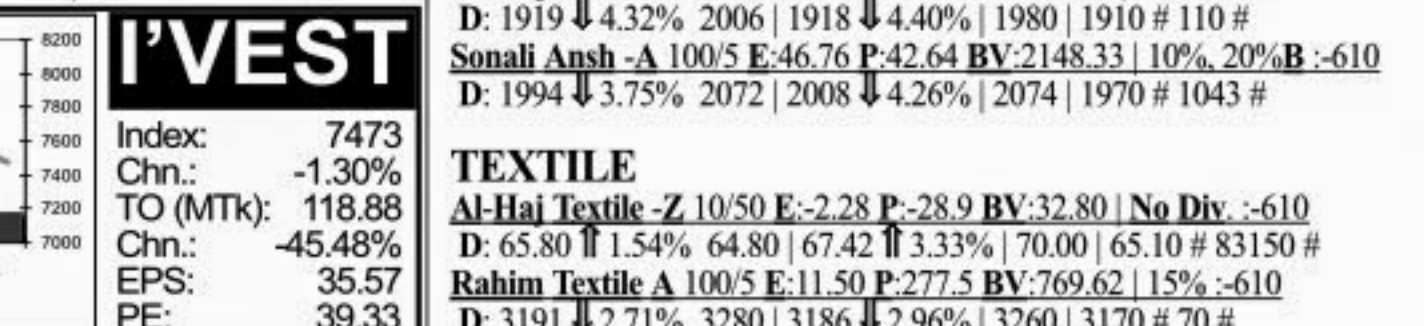 8200
8000
7800
7600
7400
7200
7000
I'VEST
Index: 7473
Chn.: -1.30%
TO (MTk): 118.88
Chn.: -45.48%
EPS: 35.57
PE: 39.33
D: 1919 ⇓ 4.32% 2006 | 1918 ⇓ 4.40% | 1980 | 1910 # 110 #
Sonali Ansh -A 100/5 E:46.76 P:42.64 BV:2148.33 | 10%, 20%B :-610
D: 1994 ⇓ 3.75% 2072 | 2008 ⇓ 4.26% | 2074 | 1970 # 1043 #
TEXTILE
Al-Haj Textile -Z 10/50 E:-2.28 P:-28.9 BV:32.80 | No Div. :-610
D: 65.80 ⇑ 1.54% 64.80 | 67.42 ⇑ 3.33% | 70.00 | 65.10 # 83150 #
Rahim Textile A 100/5 E:11.50 P:277.5 BV:769.62 | 15% :-610
D: 3191 ⇓ 2.71% 3280 | 3186 ⇓ 2.96% | 3260 | 3170 # 70 #